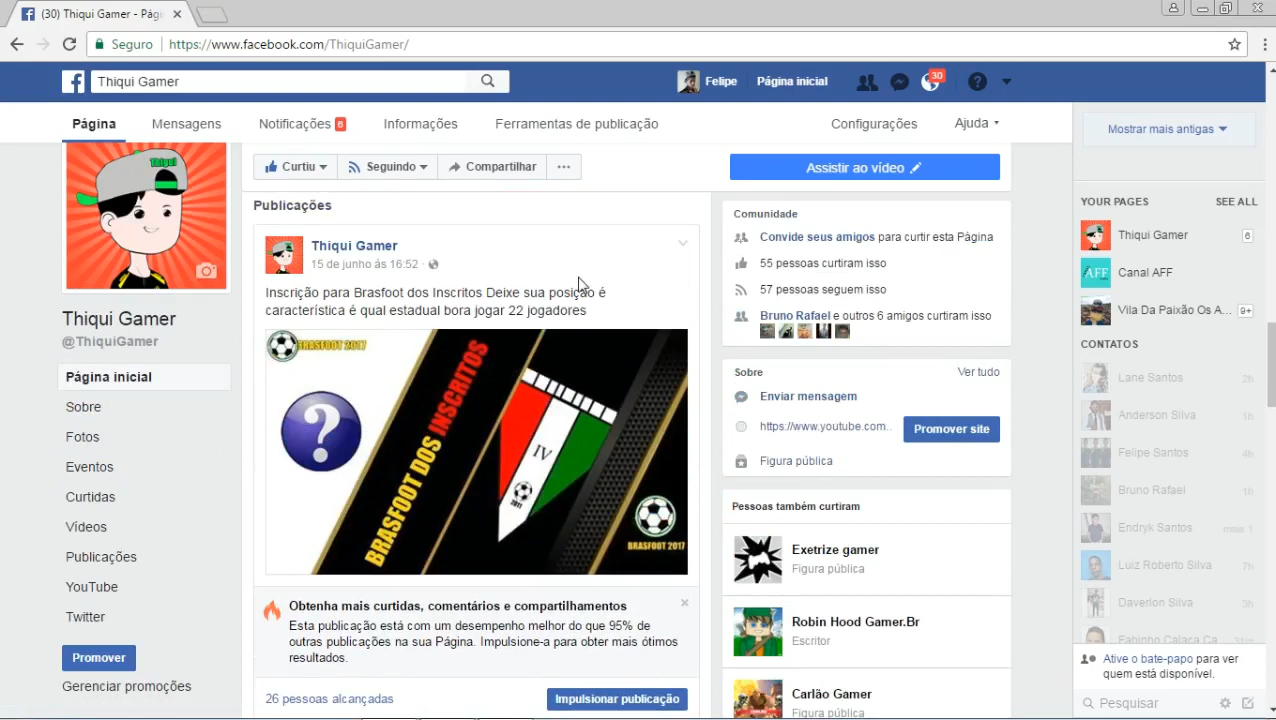 (30) Thiqui Gamer - Pági
Seguro https://www.facebook.com/ThiquiGamer/
Thiqui Gamer
Felipe Página inicial 30
Página Mensagens Notificações 6 Informações Ferramentas de publicação Configurações Ajuda
Thiqui
Thiqui Gamer
@ThiquiGamer
Página inicial
Sobre
Fotos
Eventos
Curtidas
Vídeos
Publicações
YouTube
Twitter
Promover
Gerenciar promoções
Curtiu Seguindo Compartilhar ...
Assistir ao vídeo
Publicações
Thiqui Gamer
15 de junho às 16:52
Inscrição para Brasfoot dos Inscritos Deixe sua posição é
característica é qual estadual bora jogar 22 jogadores
BRASFOOT 2017
?
BRASFOOT DOS INSCRITOS
IV
2011
BRASFOOT 2017
Obtenha mais curtidas, comentários e compartilhamentos
Esta publicação está com um desempenho melhor do que 95% de
outras publicações na sua Página. Impulsione-a para obter mais ótimos
resultados.
26 pessoas alcançadas
Impulsionar publicação
Comunidade
Convide seus amigos para curtir esta Página
55 pessoas curtiram isso
57 pessoas seguem isso
Bruno Rafael e outros 6 amigos curtiram isso
Sobre Ver tudo
Enviar mensagem
https://www.youtube.com..
Promover site
Figura pública
Pessoas também curtiram
Exetrize gamer
Figura pública
Robin Hood Gamer.Br
Escritor
Carlão Gamer
Figura pública
Mostrar mais antigas
YOUR PAGES SEE ALL
Thiqui Gamer 6
AFF Canal AFF
Vila Da Paixão Os A... 9+
CONTATOS
Lane Santos 2h
Anderson Silva 1h
Felipe Santos 4h
Bruno Rafael 1h
Endryk Santos
Luiz Roberto Silva 7h
Daverlon Silva 3h
Fabinho Calaça Ca
Ative o bate-papo para ver
quem está disponível.
Pesquisar